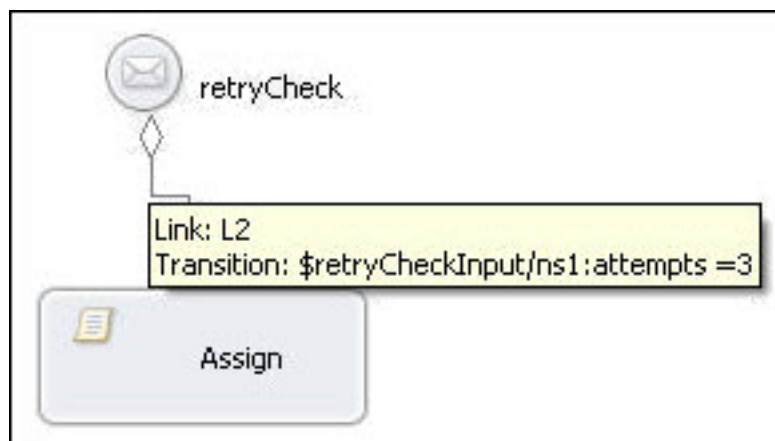 retryCheck
Link: L2
Transition: $retryCheckInput/ns1:attempts =3
Assign